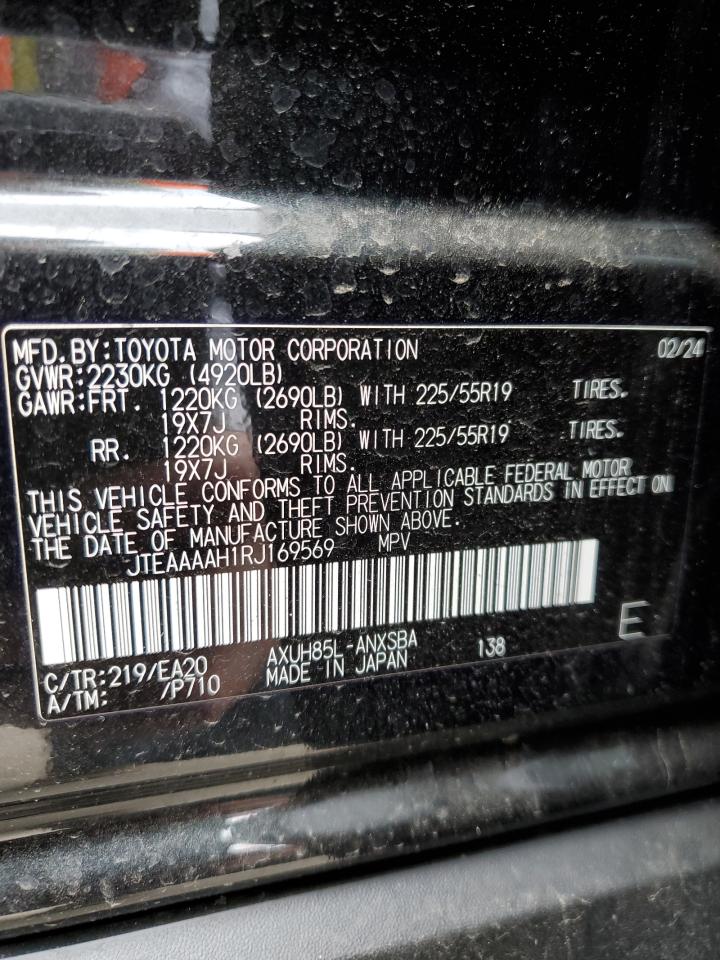 MFD.BY:TOYOTA MOTOR CORPORATION 02/24
GVWR:2230KG (4920LB)
GAWR:FRT. 1220KG (2690LB) WITH 225/55R19 TIRES.
19X7J RIMS.
RR. 1220KG (2690LB) WITH 225/55R19 TIRES.
19X7J RIMS.
THIS VEHICLE CONFORMS TO ALL APPLICABLE FEDERAL MOTOR
VEHICLE SAFETY AND THEFT PREVENTION STANDARDS IN EFFECT ON
THE DATE OF MANUFACTURE SHOWN ABOVE.
JTEAAAAH1RJ169569 MPV
E
C/TR:219/EA20 AXUH85L-ANXSBA 138
A/TM: /P710 MADE IN JAPAN